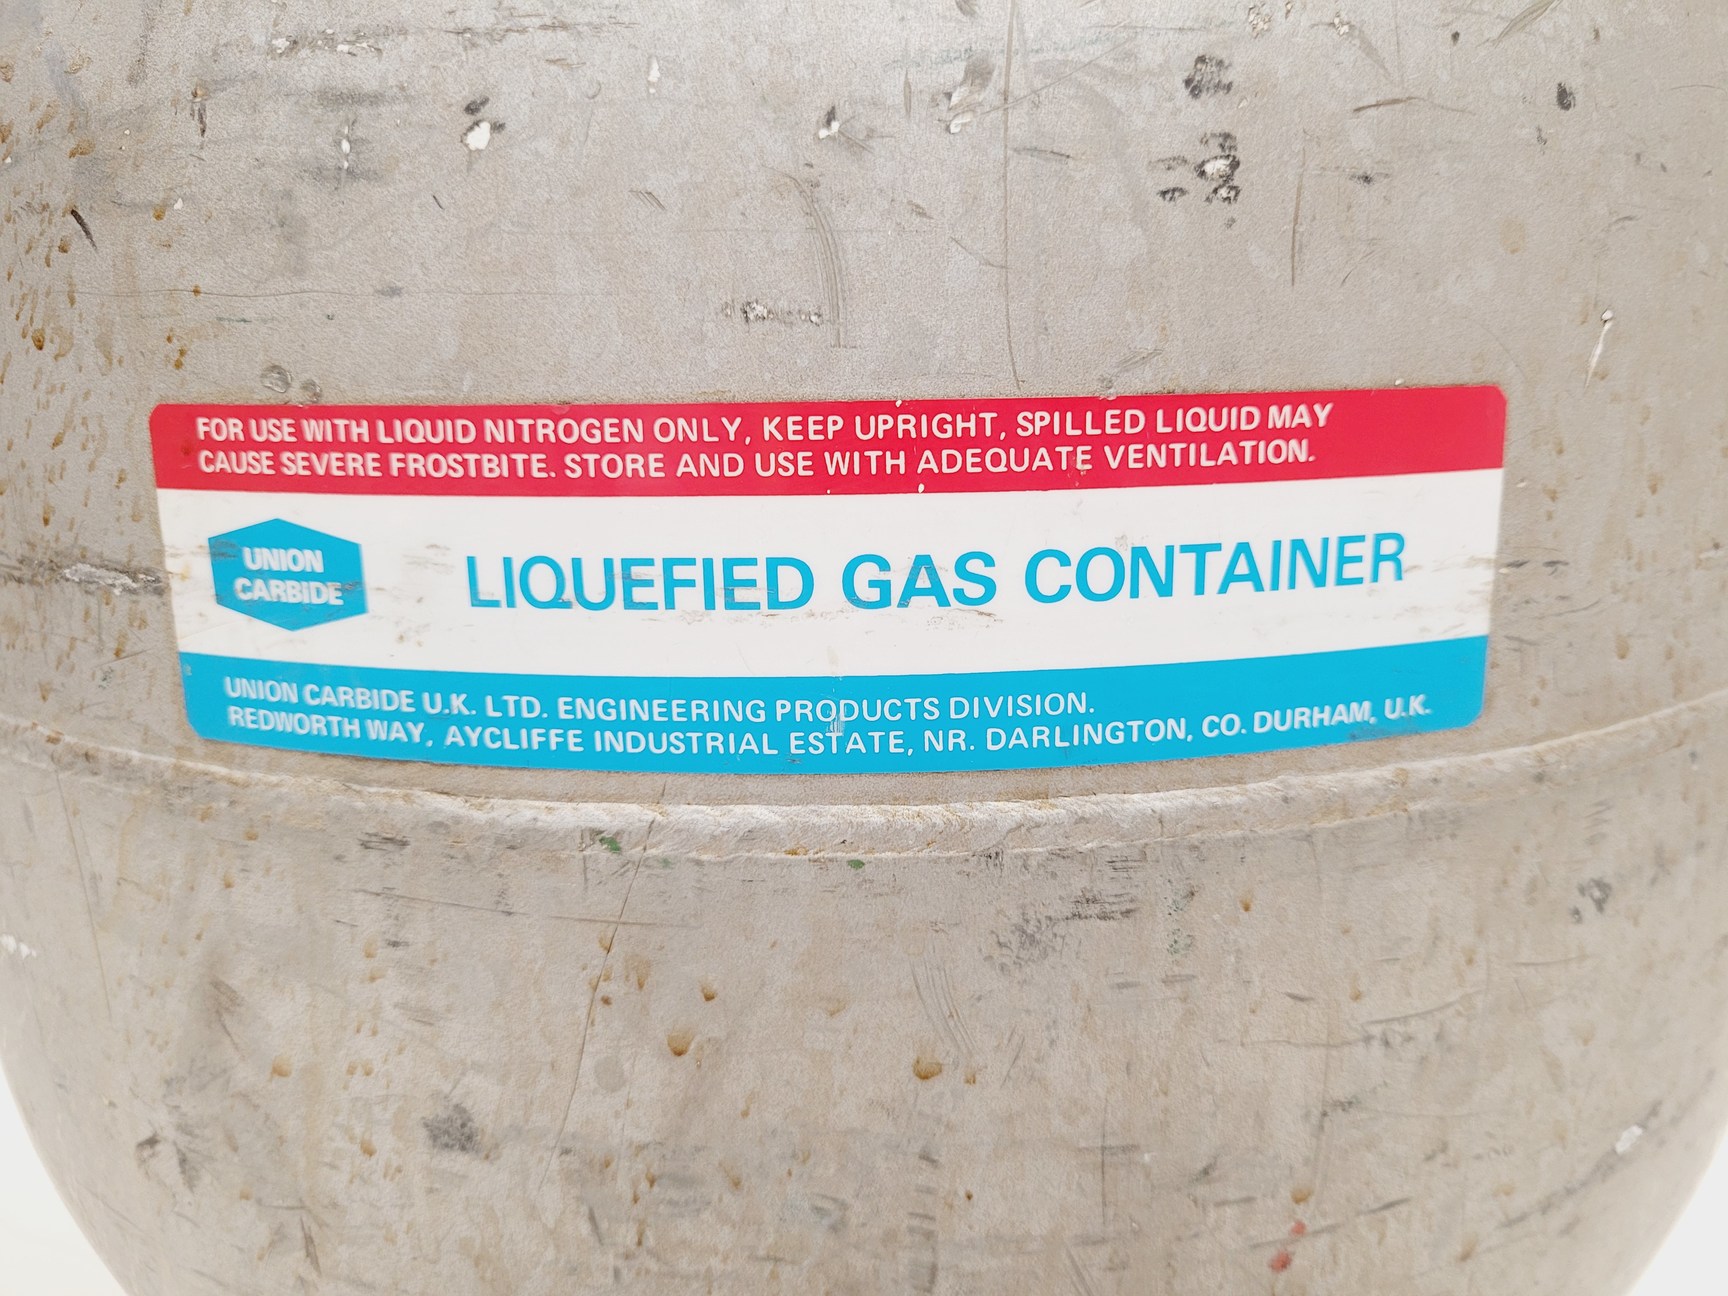 FOR USE WITH LIQUID NITROGEN ONLY, KEEP UPRIGHT, SPILLED LIQUID MAY
CAUSE SEVERE FROSTBITE. STORE AND USE WITH ADEQUATE VENTILATION.
UNION
CARBIDE
LIQUEFIED GAS CONTAINER
UNION CARBIDE U.K. LTD. ENGINEERING PRODUCTS DIVISION.
REDWORTH WAY, AYCLIFFE INDUSTRIAL ESTATE, NR. DARLINGTON, CO. DURHAM, U.K.